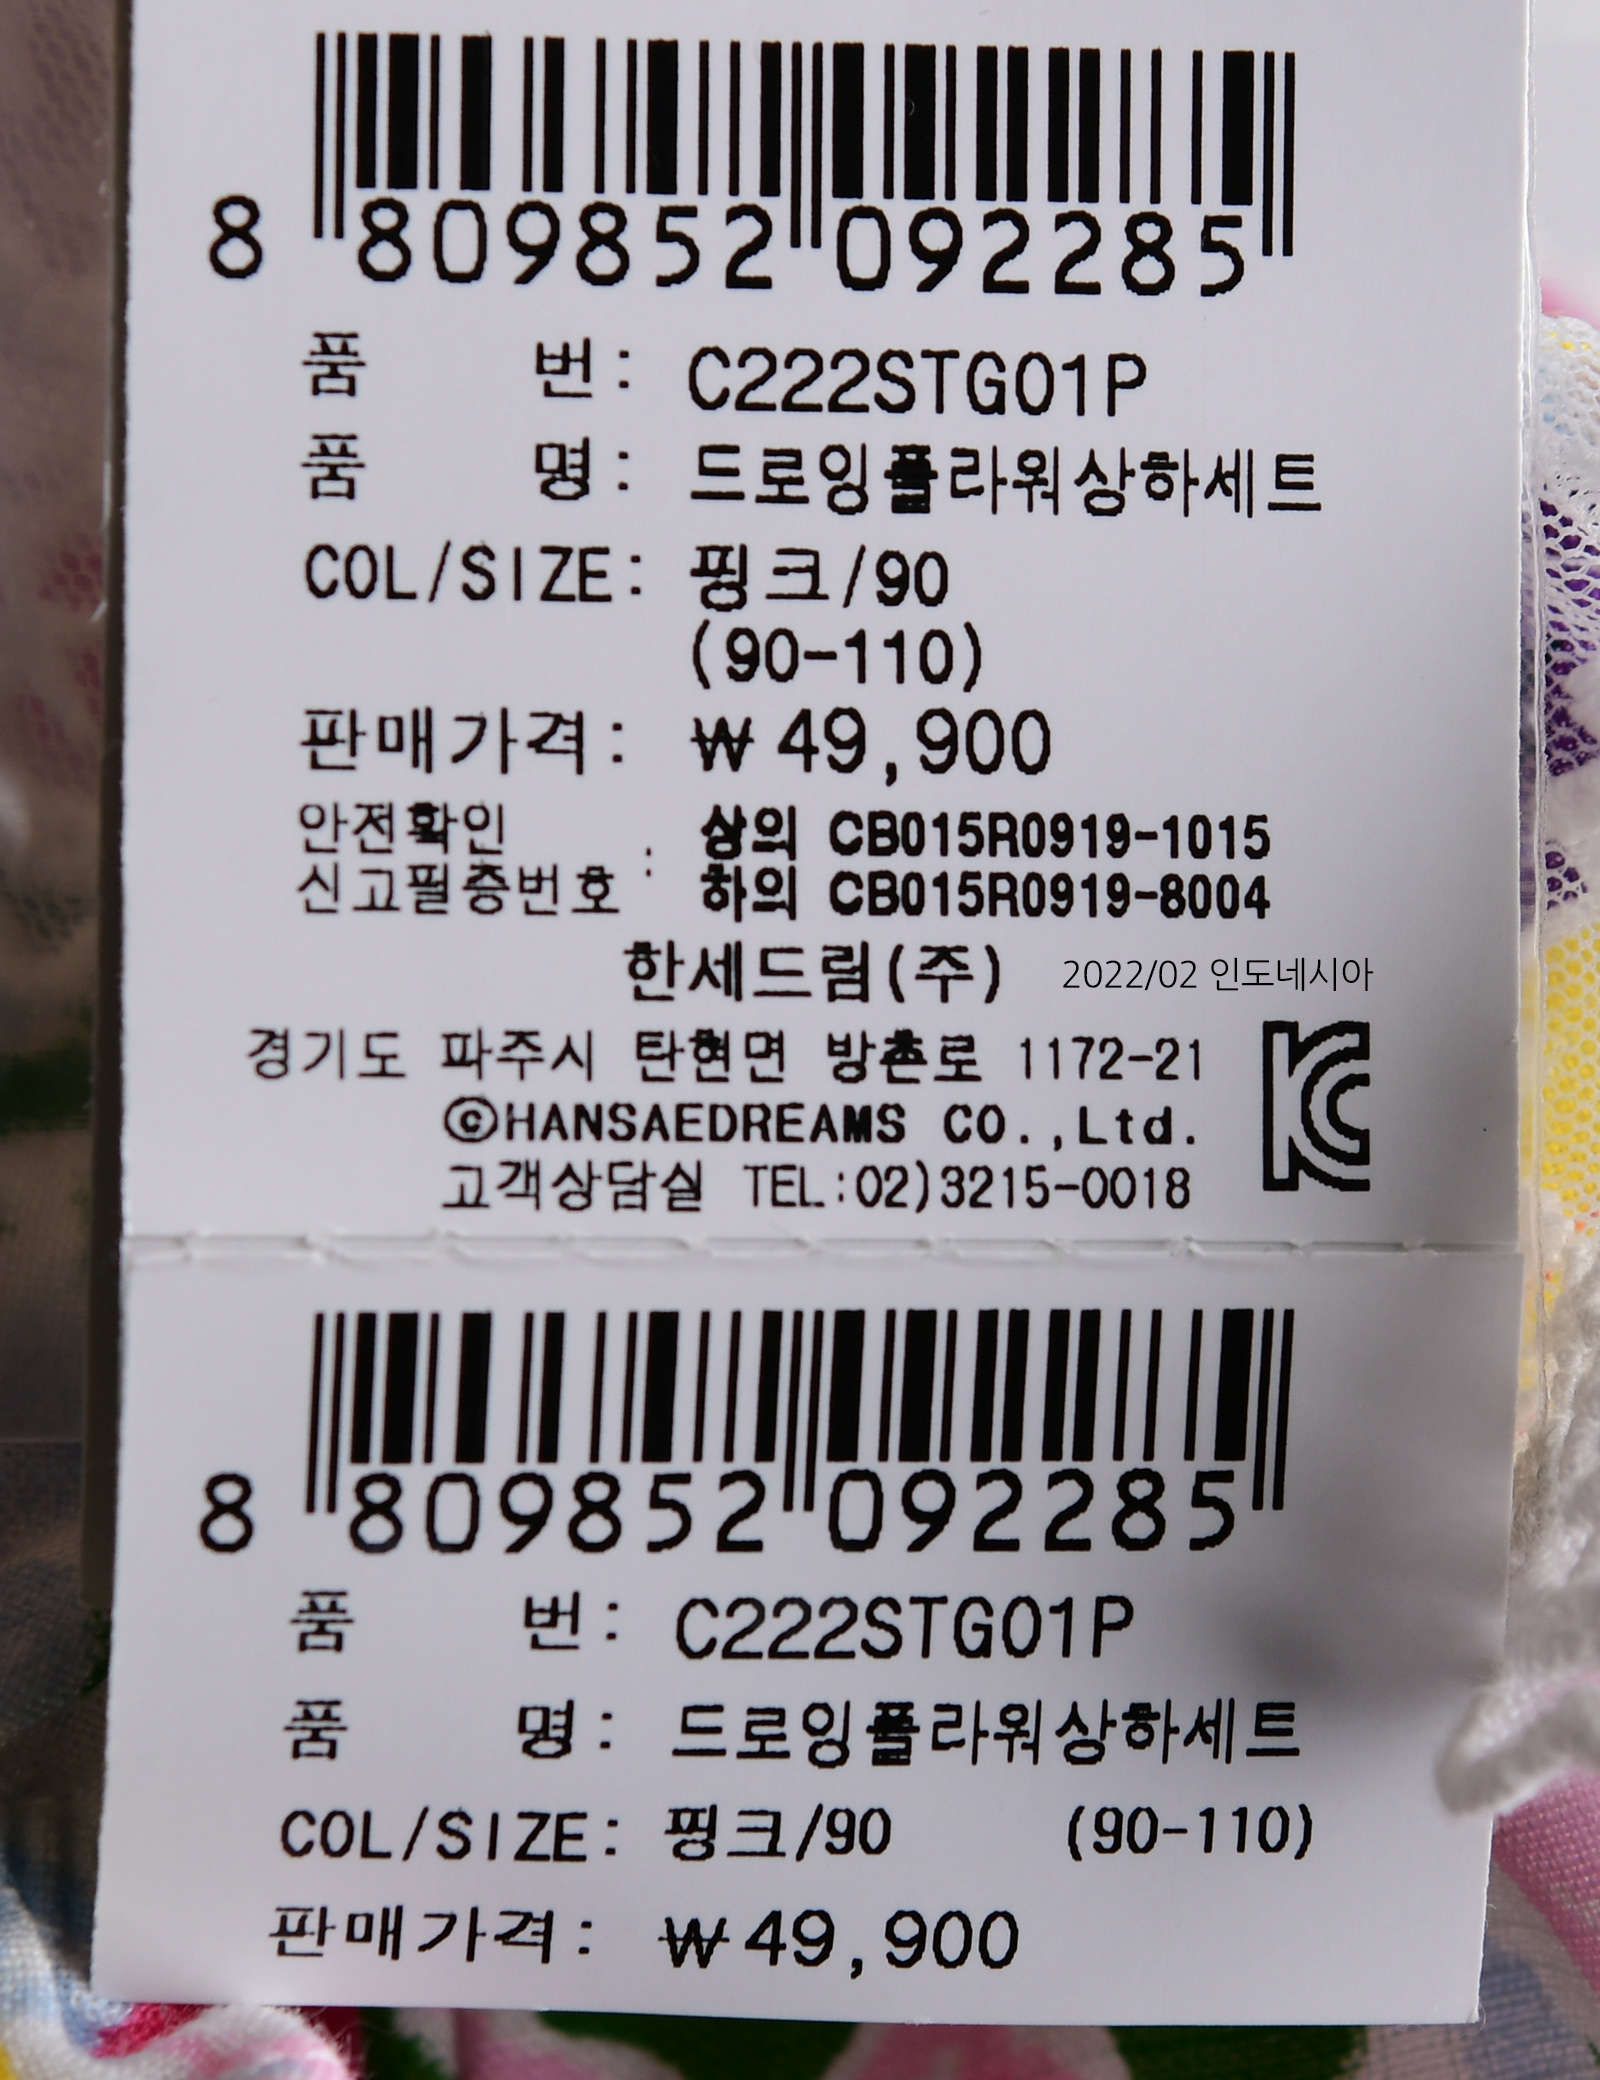 8 809852 092285
품 번: C222STG01P
품 명: 드로잉플라워상하세트
COL/SIZE: 핑크/90
(90-110)
판매가격: ₩49,900
안전확인
신고필증번호 : 상의 CB015R0919-1015
하의 CB015R0919-8004
한세드림(주) 2022/02 인도네시아
경기도 파주시 탄현면 방촌로 1172-21
ⓒHANSAEDREAMS CO.,Ltd.
고객상담실 TEL:02)3215-0018
8 809852 092285
품 번: C222STG01P
품 명: 드로잉플라워상하세트
COL/SIZE: 핑크/90 (90-110)
판매가격: ₩49,900